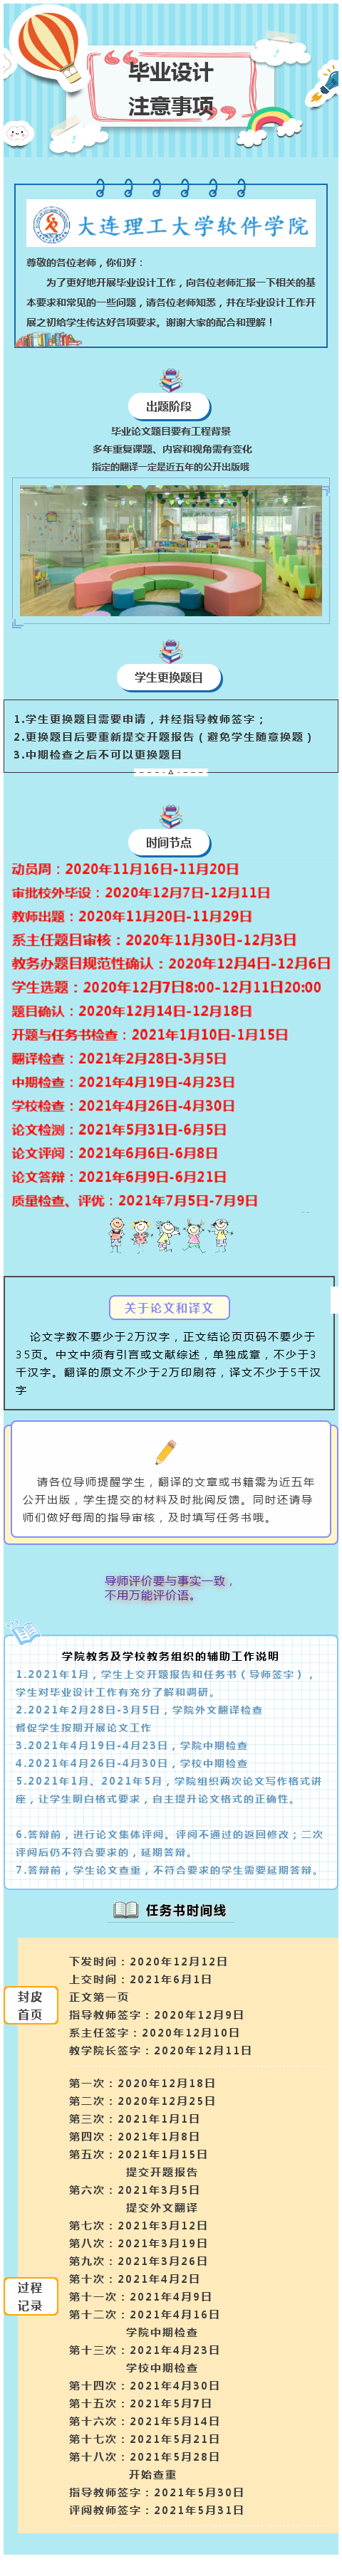 毕业设计
注意事项
大连理工大学软件学院
尊敬的各位老师，你们好：
为了更好地开展毕业设计工作，向各位老师汇报一下相关的基
本要求和常见的一些问题，请各位老师知悉，并在毕业设计工作开
展之初给学生传达好各项要求。谢谢大家的配合和理解！
出题阶段
毕业论文题目要有工程背景
多年重复课题、内容和视角需有变化
指定的翻译一定是近五年的公开出版哦
学生更换题目
1.学生更换题目需要申请，并经指导教师签字；
2.更换题目后要重新提交开题报告（避免学生随意换题）
3.中期检查之后不可以更换题目
时间节点
动员周：2020年11月16日-11月20日
审批校外毕设：2020年12月7日-12月11日
教师出题：2020年11月20日-11月29日
系主任题目审核：2020年11月30日-12月3日
教务办题目规范性确认：2020年12月4日-12月6日
学生选题：2020年12月7日8:00-12月11日20:00
题目确认：2020年12月14日-12月18日
开题与任务书检查：2021年1月10日-1月15日
翻译检查：2021年2月28日-3月5日
中期检查：2021年4月19日-4月23日
学校检查：2021年4月26日-4月30日
论文检测：2021年5月31日-6月5日
论文评阅：2021年6月6日-6月8日
论文答辩：2021年6月9日-6月21日
质量检查、评优：2021年7月5日-7月9日
关于论文和译文
论文字数不要少于2万汉字，正文结论页页码不要少于
35页。中文中须有引言或文献综述，单独成章，不少于3
千汉字。翻译的原文不少于2万印刷符，译文不少于5千汉
字
请各位导师提醒学生，翻译的文章或书籍需为近五年
公开出版，学生提交的材料及时批阅反馈。同时还请导
师们做好每周的指导审核，及时填写任务书哦。
导师评价要与事实一致，
不用万能评价语。
学院教务及学校教务组织的辅助工作说明
1.2021年1月，学生上交开题报告和任务书（导师签字），
学生对毕业设计工作有充分了解和调研。
2.2021年2月28日-3月5日，学院外文翻译检查
督促学生按期开展论文工作
3.2021年4月19日-4月23日，学院中期检查
4.2021年4月26日-4月30日，学校中期检查
5.2021年1月、2021年5月，学院组织两次论文写作格式讲
座，让学生明白格式要求，自主提升论文格式的正确性。
6.答辩前，进行论文集体评阅。评阅不通过的返回修改；二次
评阅后仍不符合要求的，延期答辩。
7.答辩前，学生论文查重，不符合要求的学生需要延期答辩。
任务书时间线
封皮
首页
下发时间：2020年12月12日
上交时间：2021年6月1日
正文第一页
指导教师签字：2020年12月9日
系主任签字：2020年12月10日
教学院长签字：2020年12月11日
过程
记录
第一次：2020年12月18日
第二次：2020年12月25日
第三次：2021年1月1日
第四次：2021年1月8日
第五次：2021年1月15日
提交开题报告
第六次：2021年3月5日
提交外文翻译
第七次：2021年3月12日
第八次：2021年3月19日
第九次：2021年3月26日
第十次：2021年4月2日
第十一次：2021年4月9日
第十二次：2021年4月16日
学院中期检查
第十三次：2021年4月23日
学校中期检查
第十四次：2021年4月30日
第十五次：2021年5月7日
第十六次：2021年5月14日
第十七次：2021年5月21日
第十八次：2021年5月28日
开始查重
指导教师签字：2021年5月30日
评阅教师签字：2021年5月31日